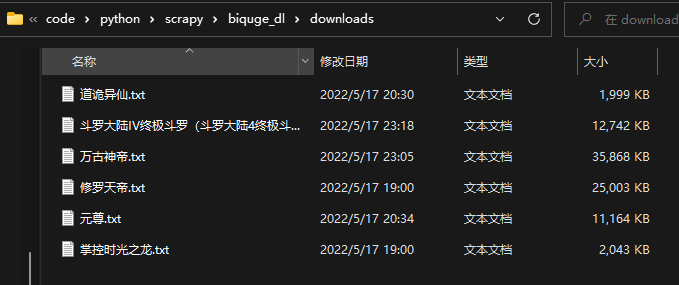 « code > python > scrapy > biquge_dl > downloads 在 download
名称 修改日期 类型 大小
道诡异仙.txt 2022/5/17 20:30 文本文档 1,999 KB
斗罗大陆IV终极斗罗（斗罗大陆4终极斗... 2022/5/17 23:18 文本文档 12,742 KB
万古神帝.txt 2022/5/17 23:05 文本文档 35,868 KB
修罗天帝.txt 2022/5/17 19:00 文本文档 25,003 KB
元尊.txt 2022/5/17 20:34 文本文档 11,164 KB
掌控时光之龙.txt 2022/5/17 19:00 文本文档 2,043 KB